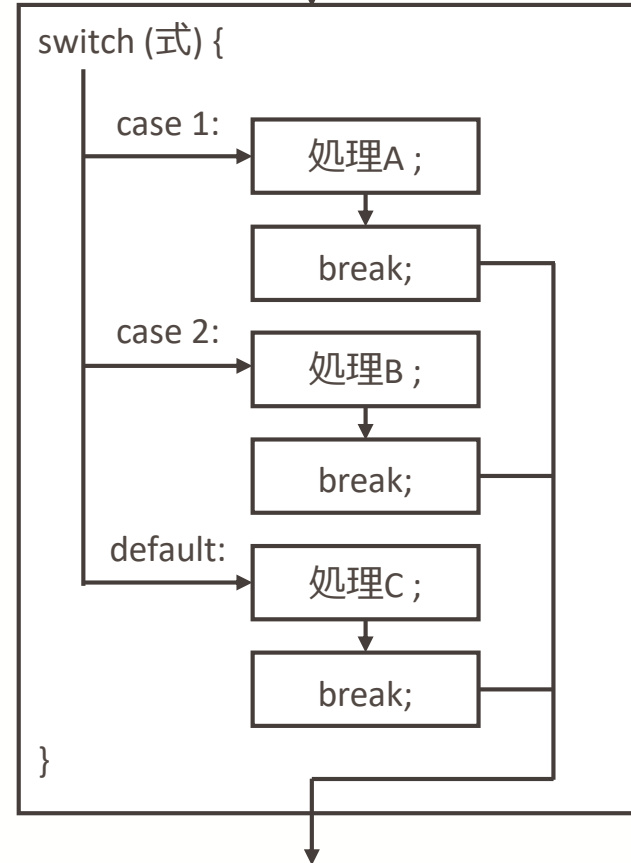 switch (式) {
case 1:
処理A ;
break;
case 2:
処理B ;
break;
default:
処理C ;
break;
}